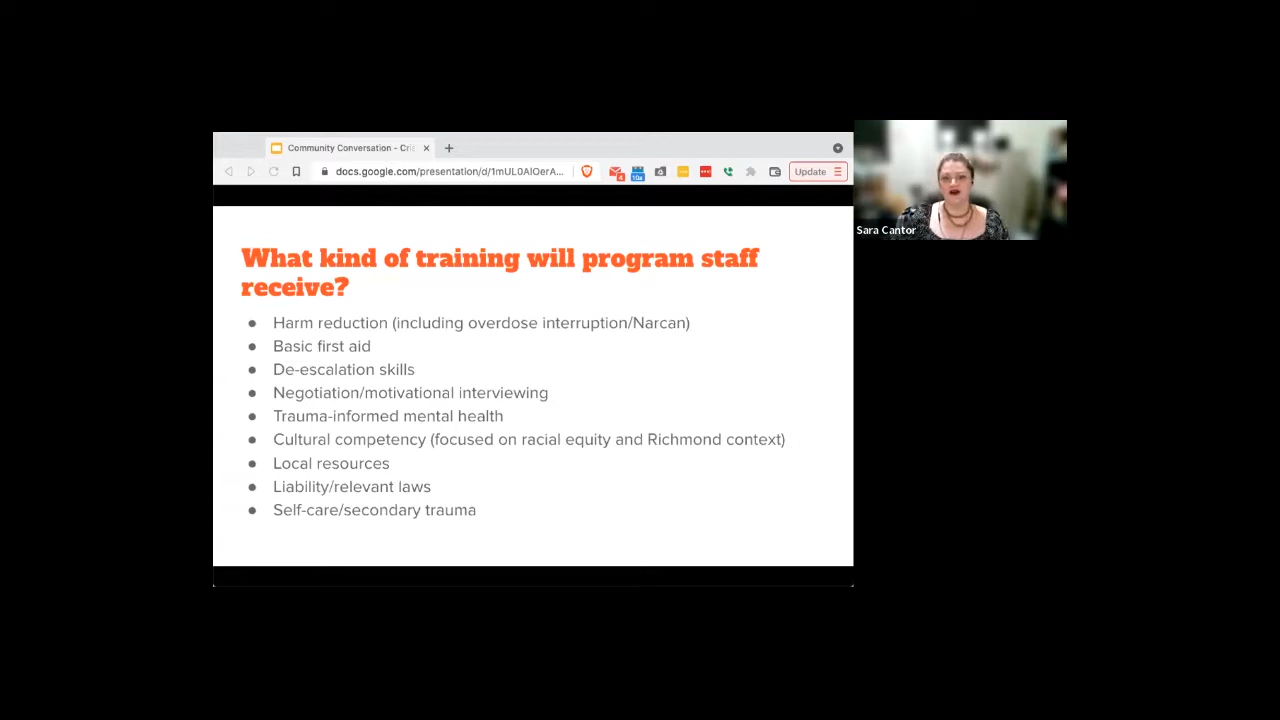 Community Conversation - Cri
docs.google.com/presentation/d/1mUL0AlOerA...
4
10a
Update
Sara Cantor
What kind of training will program staff
receive?
• Harm reduction (including overdose interruption/Narcan)
• Basic first aid
• De-escalation skills
• Negotiation/motivational interviewing
• Trauma-informed mental health
• Cultural competency (focused on racial equity and Richmond context)
• Local resources
• Liability/relevant laws
• Self-care/secondary trauma